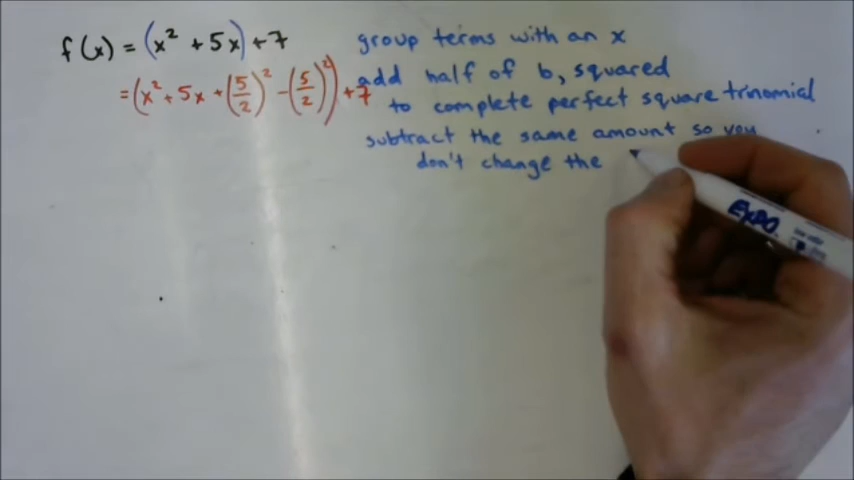 f(x) = (x² + 5x) + 7
= (x² + 5x + (5/2)² - (5/2)²) + 7
group terms with an x
add half of b, squared
to complete perfect square trinomial
subtract the same amount so you
don't change the
EXPO